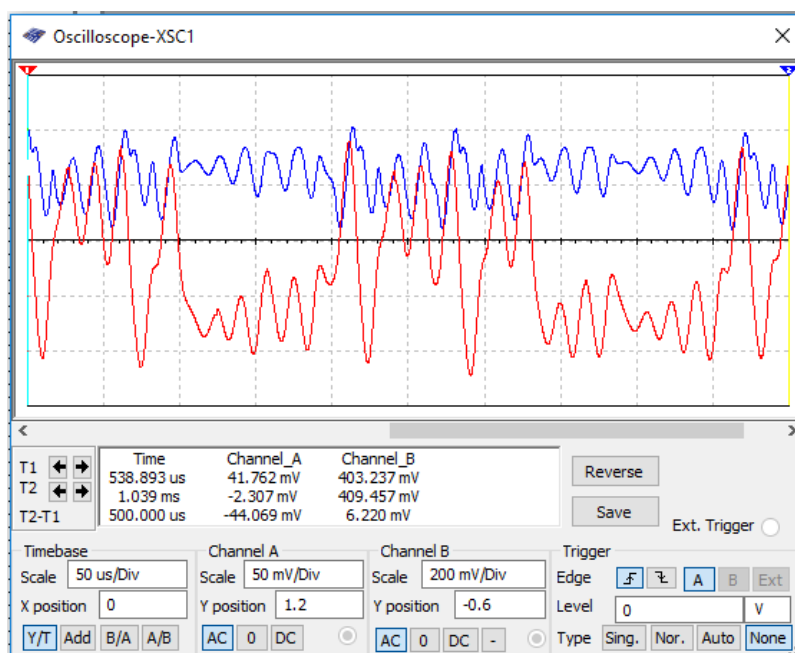 Oscilloscope-XSC1
1 2
T1
T2
T2-T1
Time Channel_A Channel_B
538.893 us 41.762 mV 403.237 mV
1.039 ms -2.307 mV 409.457 mV
500.000 us -44.069 mV 6.220 mV
Reverse
Save
Ext. Trigger
Timebase
Scale 50 us/Div
X position 0
Y/T Add B/A A/B
Channel A
Scale 50 mV/Div
Y position 1.2
AC 0 DC
Channel B
Scale 200 mV/Div
Y position -0.6
AC 0 DC -
Trigger
Edge A B Ext
Level 0 V
Type Sing. Nor. Auto None